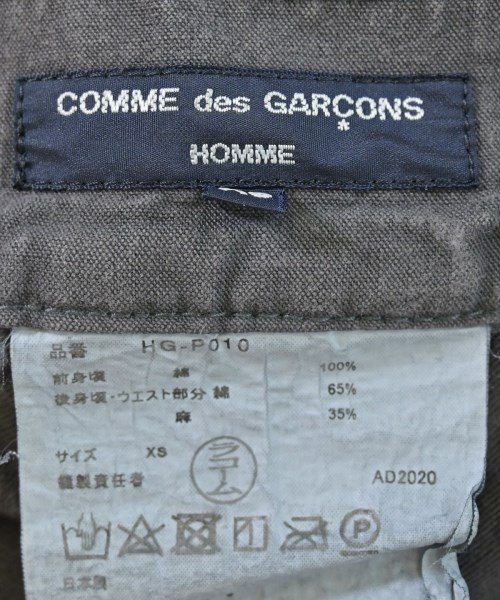 COMME des GARÇONS
HOMME
品番 HG-P010
前身頃 綿 100%
後身頃・ウエスト部分 綿 65%
麻 35%
サイズ XS
縫製責任者 AD2020
P
日本製